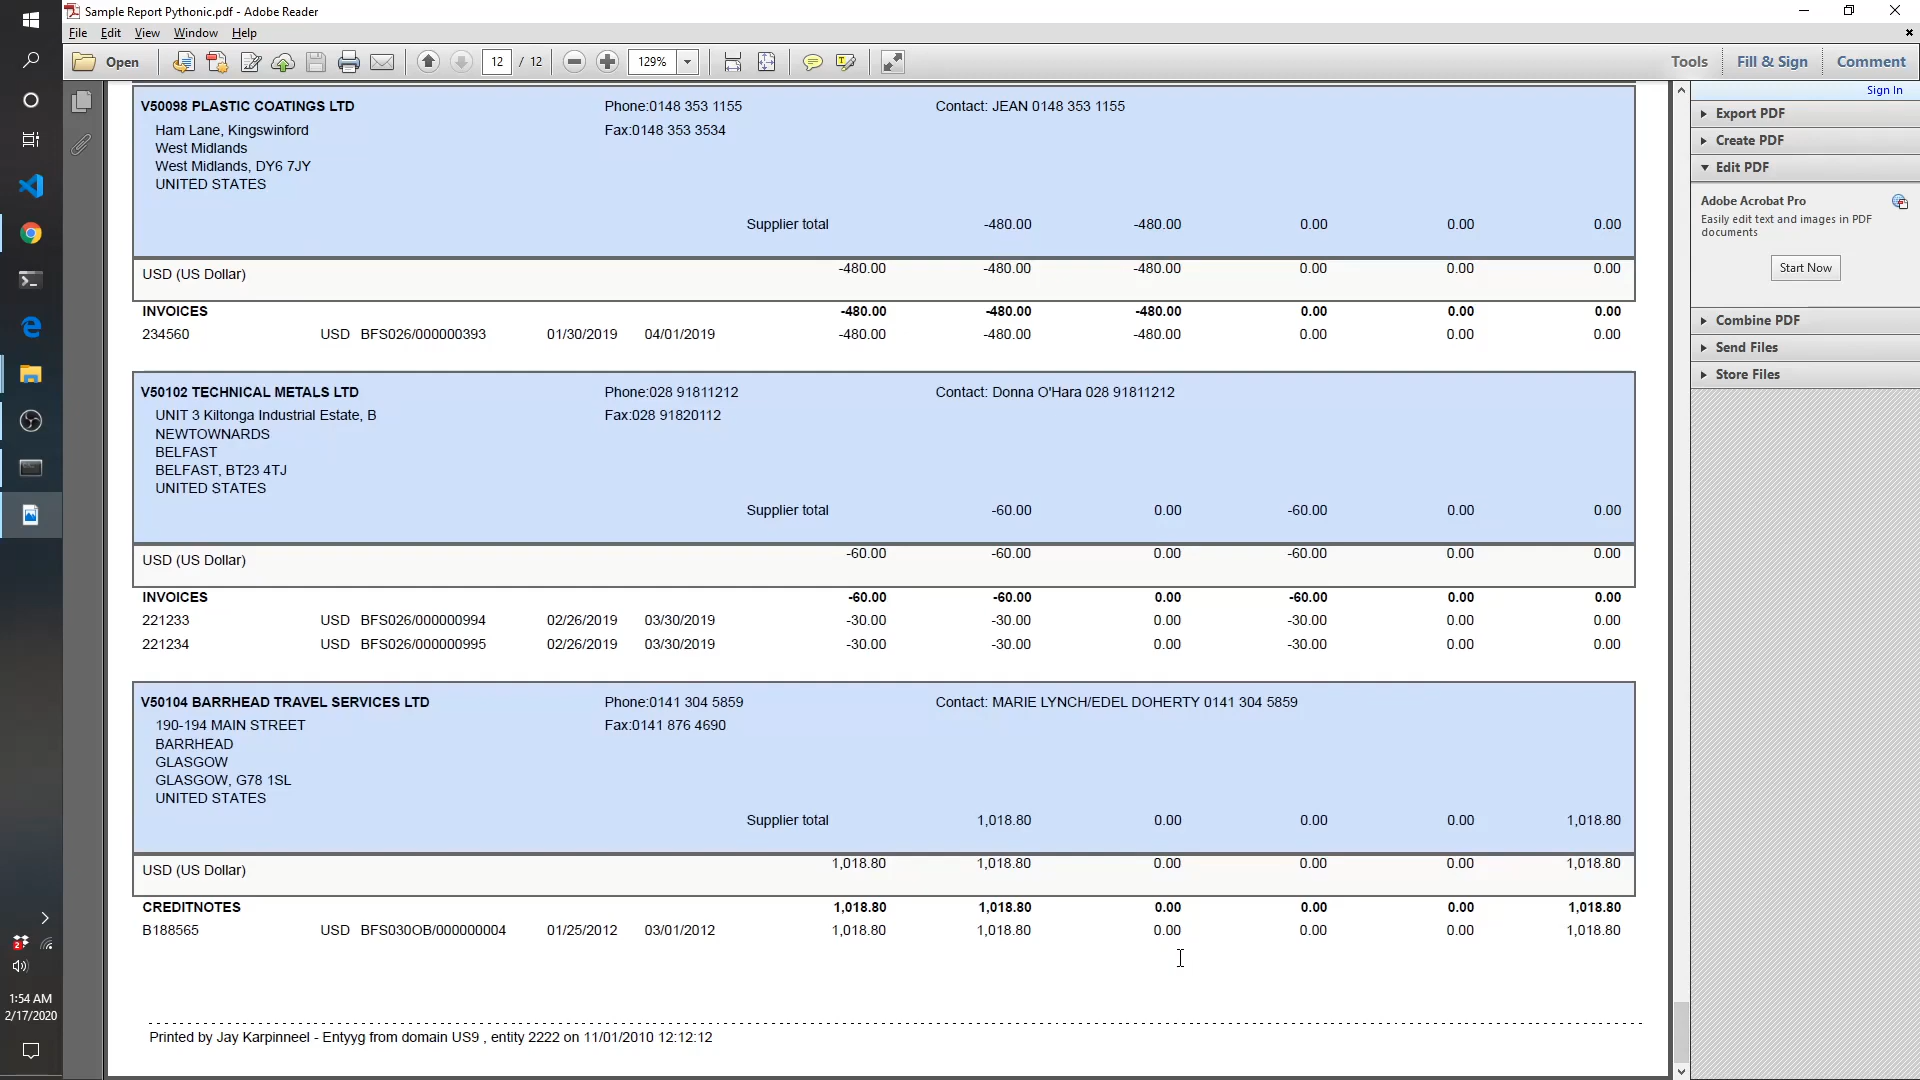 Sample Report Pythonic.pdf - Adobe Reader
File Edit View Window Help
Open 12 / 12 129% Tools Fill & Sign Comment
Sign In
Export PDF
Create PDF
Edit PDF
Adobe Acrobat Pro
Easily edit text and images in PDF
documents
Start Now
Combine PDF
Send Files
Store Files
V50098 PLASTIC COATINGS LTD Phone:0148 353 1155 Contact: JEAN 0148 353 1155
Ham Lane, Kingswinford Fax:0148 353 3534
West Midlands
West Midlands, DY6 7JY
UNITED STATES
Supplier total -480.00 -480.00 0.00 0.00 0.00
USD (US Dollar) -480.00 -480.00 -480.00 0.00 0.00 0.00
INVOICES -480.00 -480.00 -480.00 0.00 0.00 0.00
234560 USD BFS026/000000393 01/30/2019 04/01/2019 -480.00 -480.00 -480.00 0.00 0.00 0.00
V50102 TECHNICAL METALS LTD Phone:028 91811212 Contact: Donna O'Hara 028 91811212
UNIT 3 Kiltonga Industrial Estate, B Fax:028 91820112
NEWTOWNARDS
BELFAST
BELFAST, BT23 4TJ
UNITED STATES
Supplier total -60.00 0.00 -60.00 0.00 0.00
USD (US Dollar) -60.00 -60.00 0.00 -60.00 0.00 0.00
INVOICES -60.00 -60.00 0.00 -60.00 0.00 0.00
221233 USD BFS026/000000994 02/26/2019 03/30/2019 -30.00 -30.00 0.00 -30.00 0.00 0.00
221234 USD BFS026/000000995 02/26/2019 03/30/2019 -30.00 -30.00 0.00 -30.00 0.00 0.00
V50104 BARRHEAD TRAVEL SERVICES LTD Phone:0141 304 5859 Contact: MARIE LYNCH/EDEL DOHERTY 0141 304 5859
190-194 MAIN STREET Fax:0141 876 4690
BARRHEAD
GLASGOW
GLASGOW, G78 1SL
UNITED STATES
Supplier total 1,018.80 0.00 0.00 0.00 1,018.80
USD (US Dollar) 1,018.80 1,018.80 0.00 0.00 0.00 1,018.80
CREDITNOTES 1,018.80 1,018.80 0.00 0.00 0.00 1,018.80
B188565 USD BFS030OB/000000004 01/25/2012 03/01/2012 1,018.80 1,018.80 0.00 0.00 0.00 1,018.80
Printed by Jay Karpinneel - Entyyg from domain US9 , entity 2222 on 11/01/2010 12:12:12
2
1:54 AM
2/17/2020